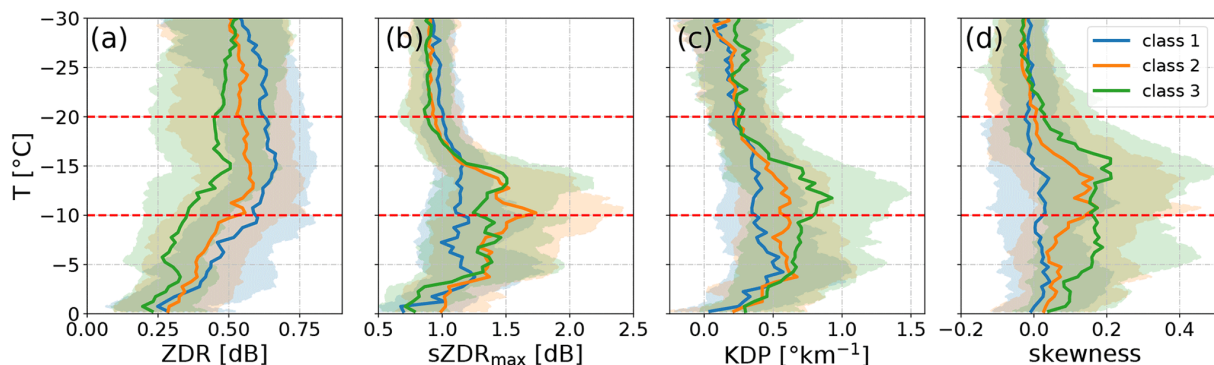 (a) (b) (c) (d)
class 1
class 2
class 3
T [°C]
−30
−25
−20
−15
−10
−5
0
0.00 0.25 0.50 0.75
0.5 1.0 1.5 2.0 2.5
0.0 0.5 1.0 1.5
−0.2 0.0 0.2 0.4
ZDR [dB]
sZDRmax [dB]
KDP [°km⁻¹]
skewness